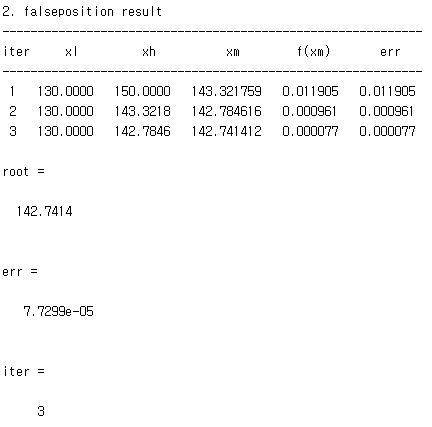 2. falseposition result
----------------------------------------------------------------
iter xl xh xm f(xm) err
----------------------------------------------------------------
1 130.0000 150.0000 143.321759 0.011905 0.011905
2 130.0000 143.3218 142.784616 0.000961 0.000961
3 130.0000 142.7846 142.741412 0.000077 0.000077
root =
142.7414
err =
7.7299e-05
iter =
3